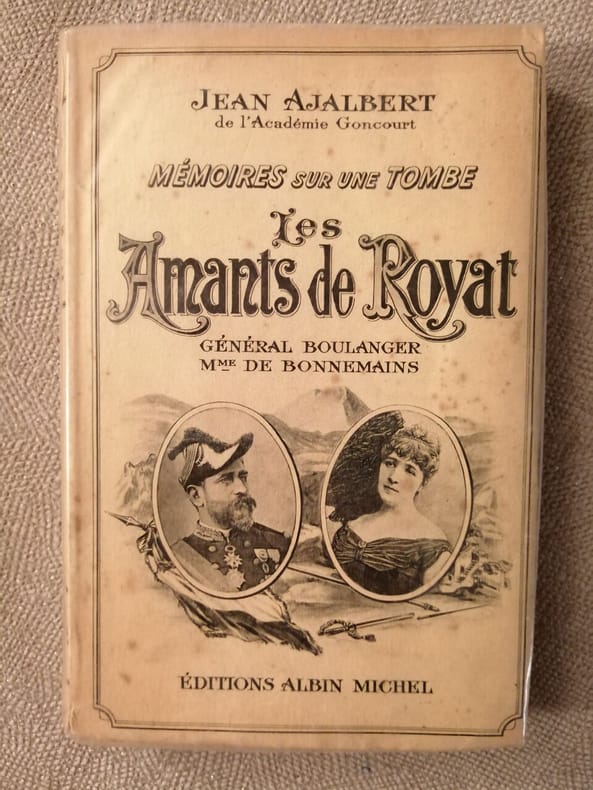 JEAN AJALBERT
de l'Académie Goncourt
MÉMOIRES SUR UNE TOMBE
Les
Amants de Royat
GÉNÉRAL BOULANGER
MME DE BONNEMAINS
ÉDITIONS ALBIN MICHEL